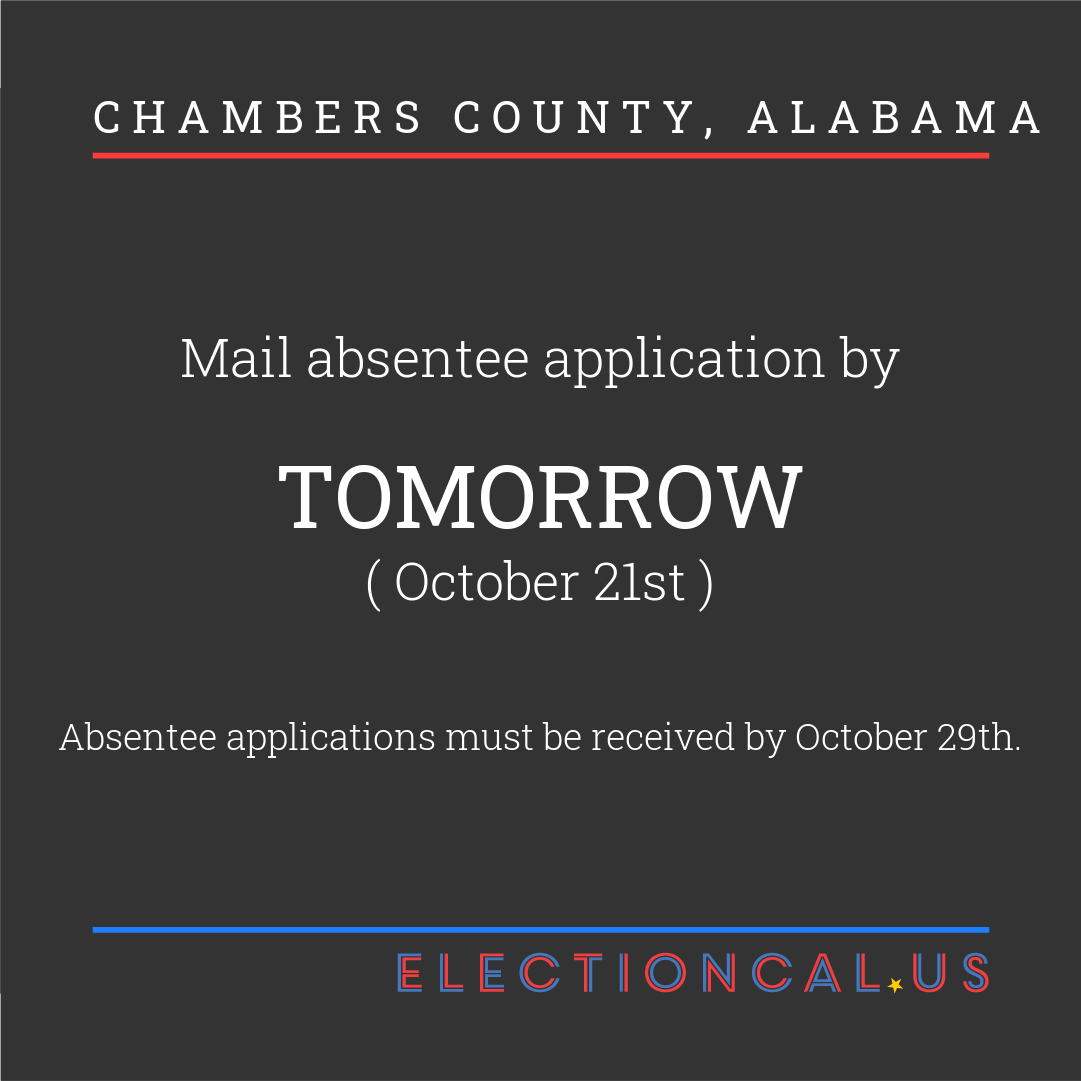 CHAMBERS COUNTY, ALABAMA
Mail absentee application by
TOMORROW
( October 21st )
Absentee applications must be received by October 29th.
ELECTIONCAL.US